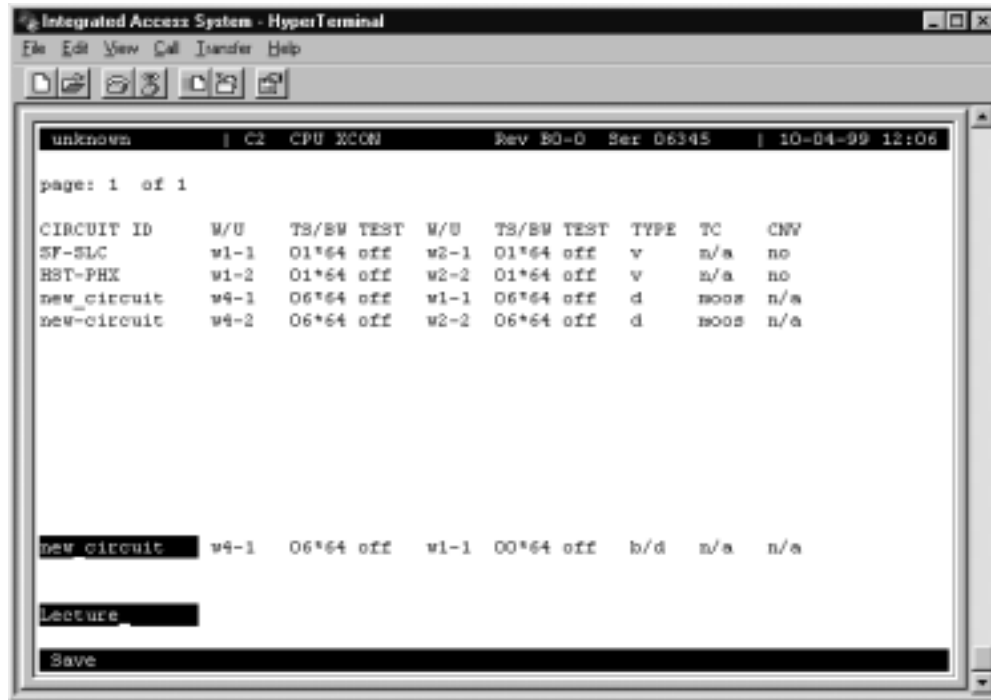 Integrated Access System - HyperTerminal
File Edit View Call Transfer Help
unknown | C2 CPU XCON Rev B0-0 Ser 06345 | 10-04-99 12:06
page: 1 of 1
CIRCUIT ID W/U TS/BW TEST W/U TS/BW TEST TYPE TC CNV
SF-SLC w1-1 01*64 off w2-1 01*64 off v n/a no
HST-PHX w1-2 01*64 off w2-2 01*64 off v n/a no
new_circuit w4-1 06*64 off w1-1 06*64 off d moos n/a
new-circuit w4-2 06*64 off w2-2 06*64 off d moos n/a
new_circuit w4-1 06*64 off w1-1 00*64 off b/d n/a n/a
Lecture_
Save